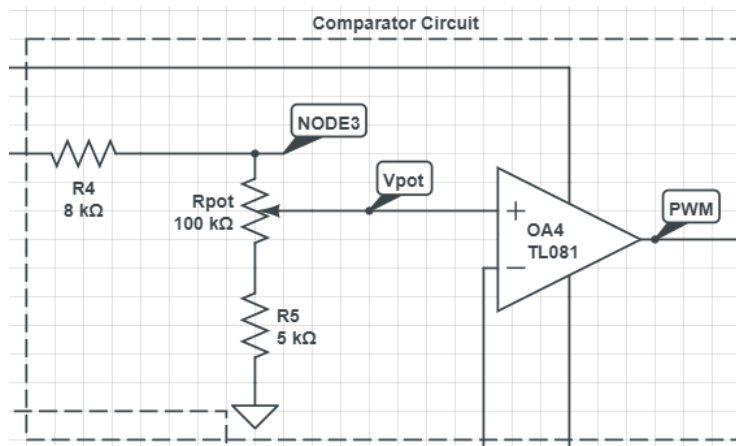 Comparator Circuit
NODE3
R4
8 kΩ
Rpot
100 kΩ
Vpot
+
OA4
TL081
−
PWM
R5
5 kΩ